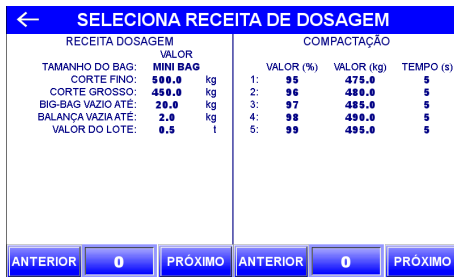 SELECIONA RECEITA DE DOSAGEM
RECEITA DOSAGEM
VALOR
TAMANHO DO BAG: MINI BAG
CORTE FINO: 500.0 kg
CORTE GROSSO: 450.0 kg
BIG-BAG VAZIO ATÉ: 20.0 kg
BALANÇA VAZIA ATÉ: 2.0 kg
VALOR DO LOTE: 0.5 t
COMPACTAÇÃO
VALOR (%) VALOR (kg) TEMPO (s)
1: 95 475.0 5
2: 96 480.0 5
3: 97 485.0 5
4: 98 490.0 5
5: 99 495.0 5
ANTERIOR 0 PRÓXIMO ANTERIOR 0 PRÓXIMO